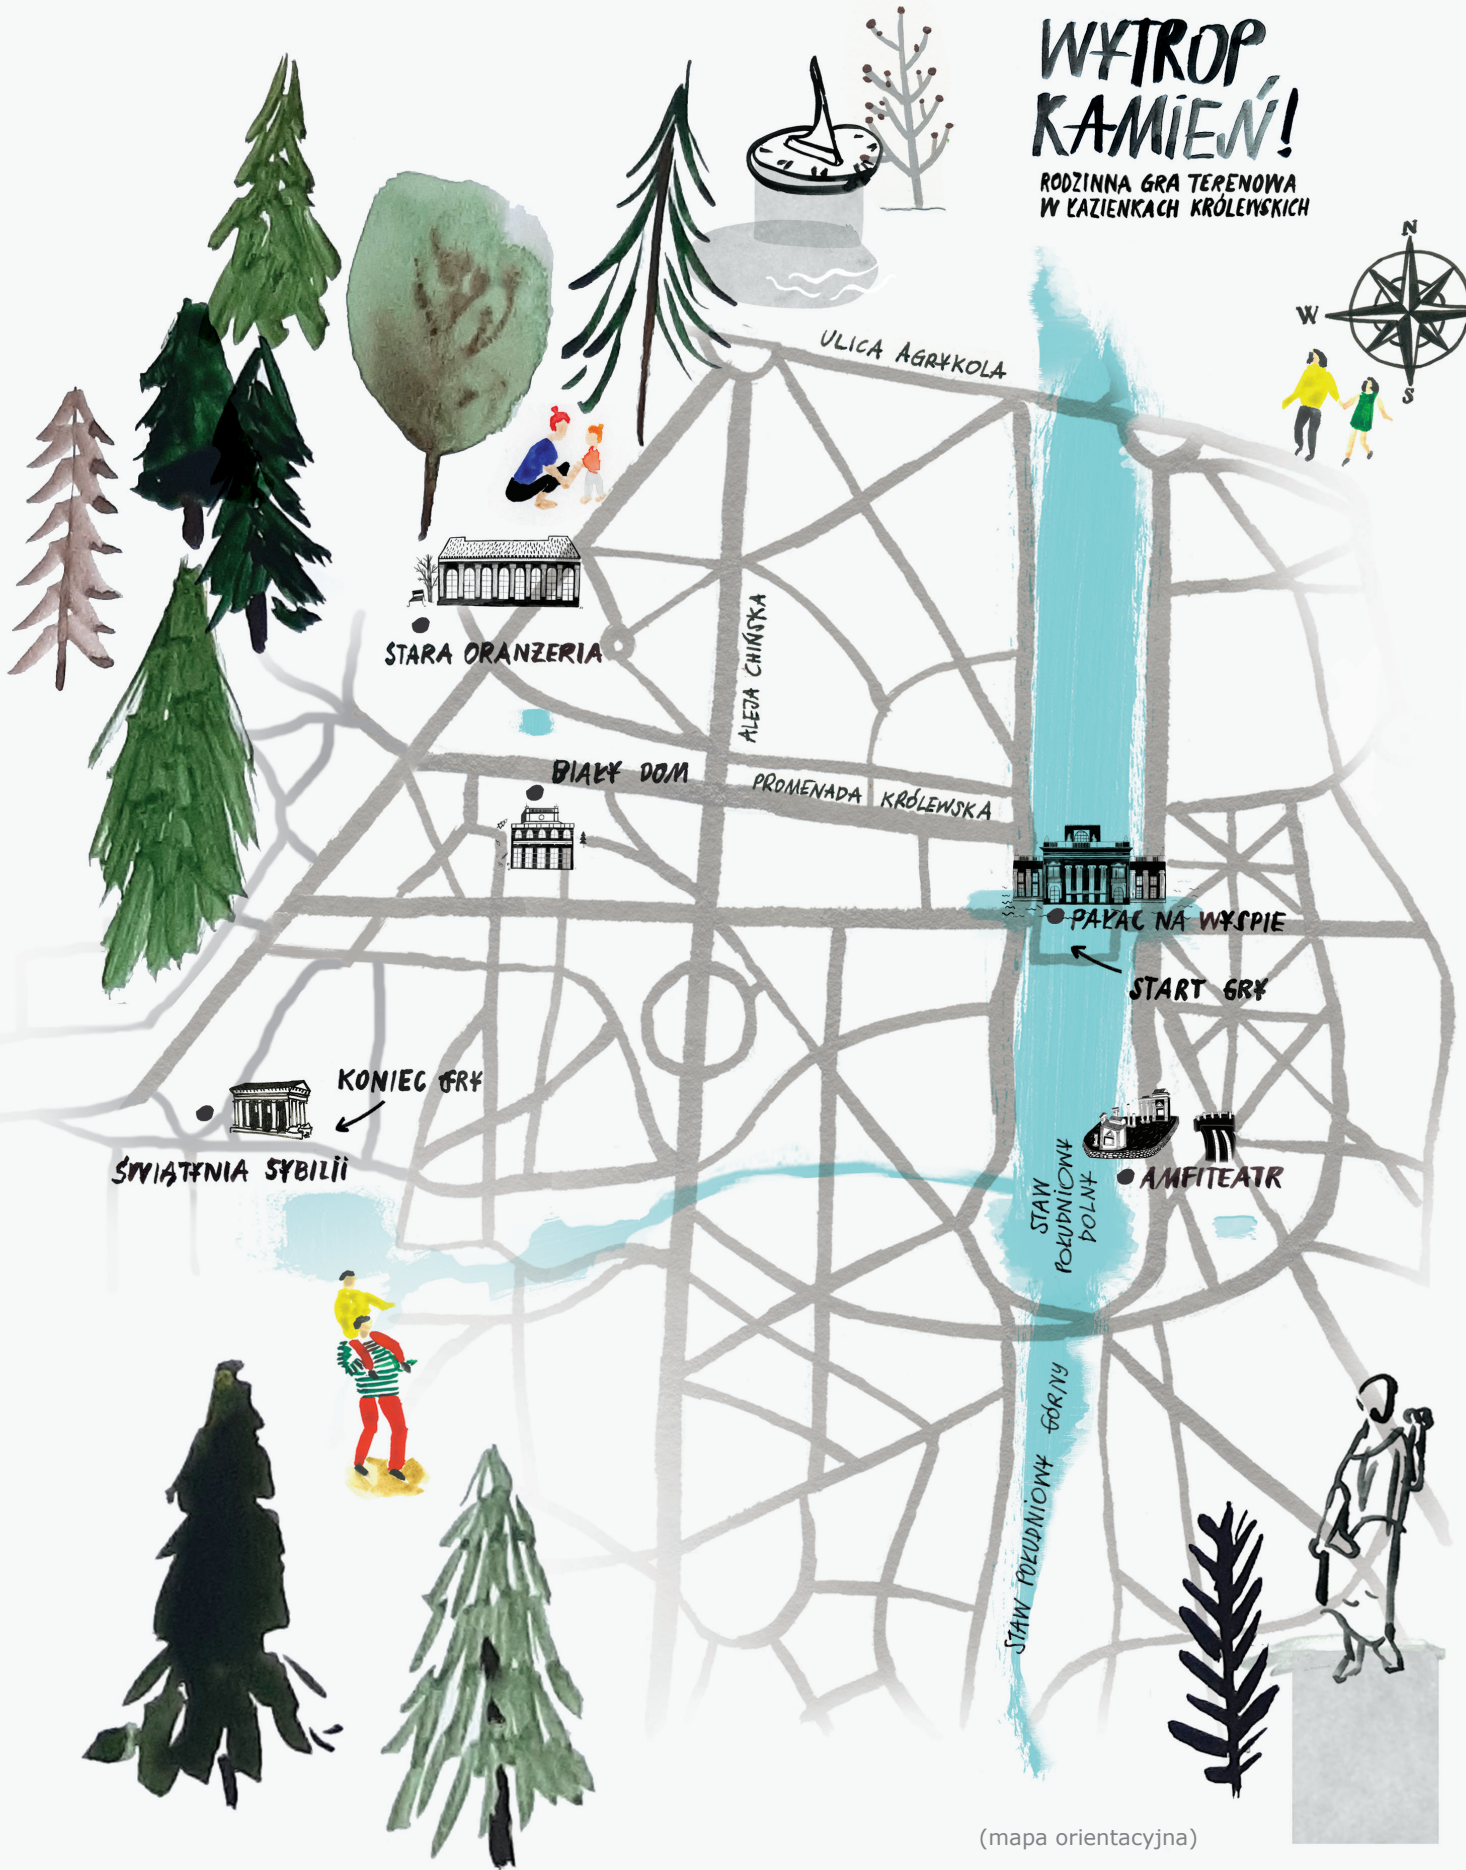 WYTROP
KAMIEŃ!
RODZINNA GRA TERENOWA
W ŁAZIENKACH KRÓLEWSKICH
N
W
S
ULICA AGRYKOLA
STARA ORANŻERIA
ALEJA CHIŃSKA
BIAŁY DOM
PROMENADA KRÓLEWSKA
PAŁAC NA WYSPIE
START GRY
KONIEC GRY
ŚWIĄTYNIA SYBILII
AMFITEATR
STAW
POŁUDNIOWY
DOLNY
STAW POŁUDNIOWY GÓRNY
(mapa orientacyjna)